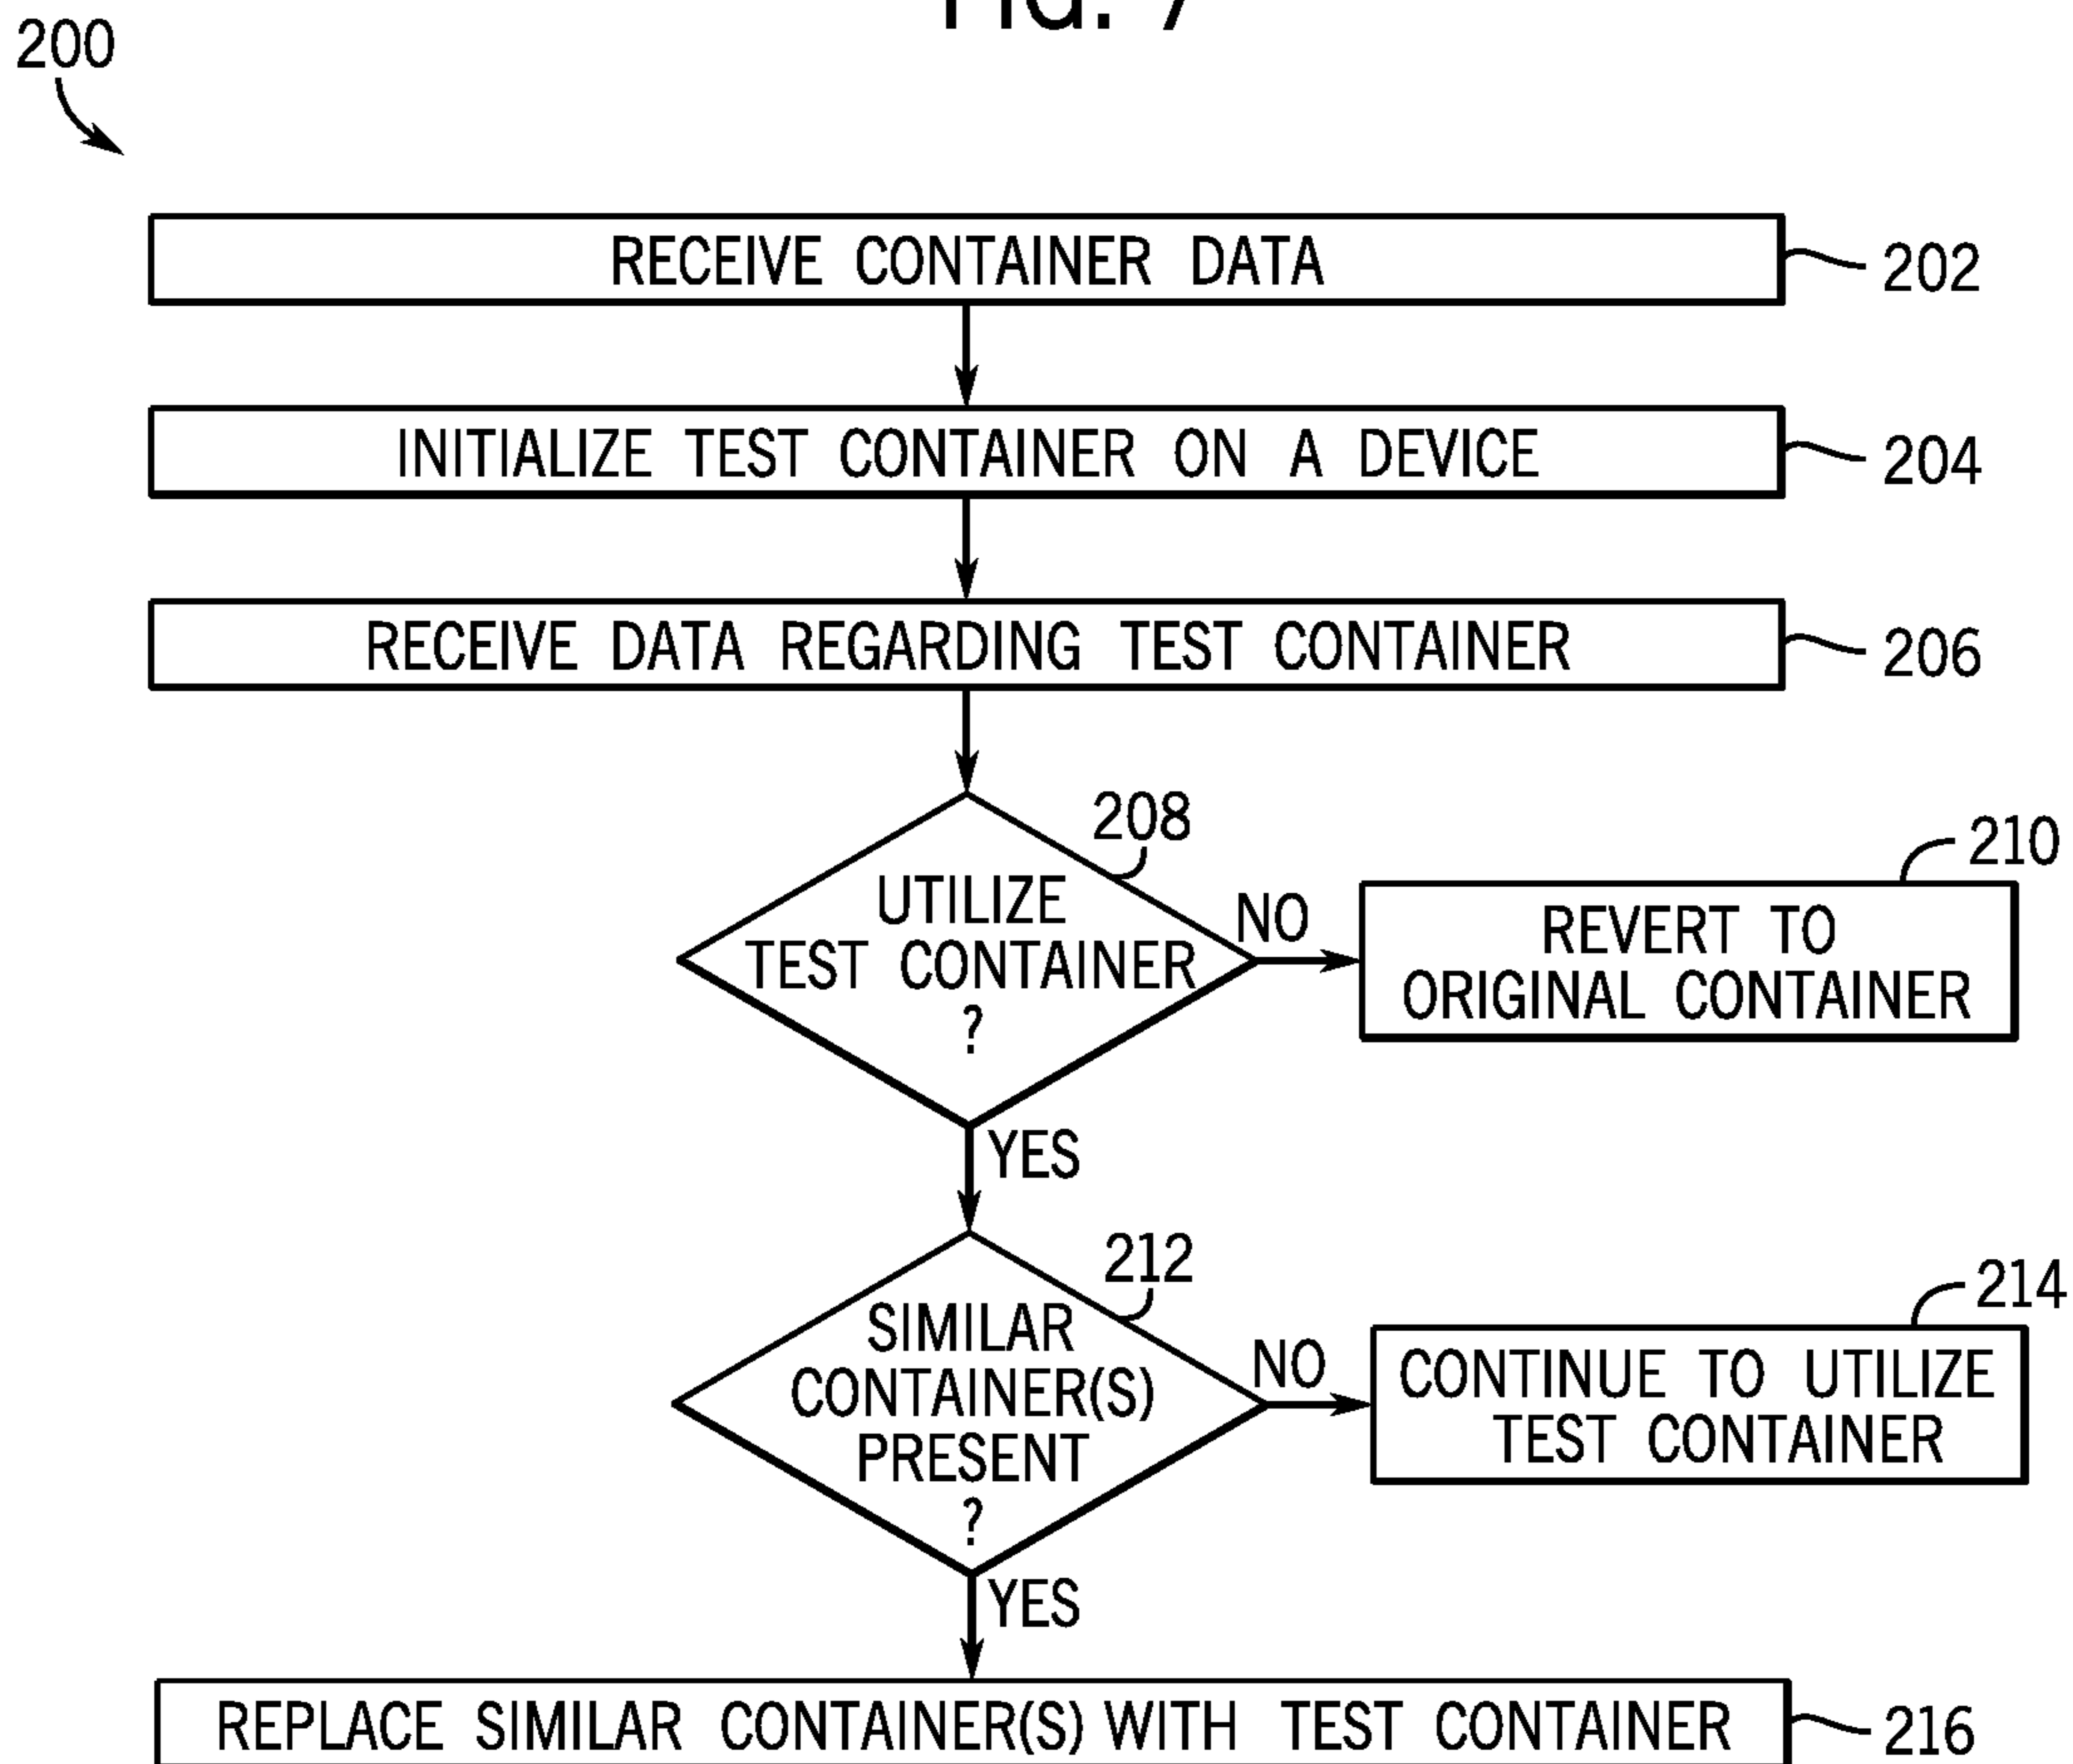 FIG. 7
200
RECEIVE CONTAINER DATA
202
INITIALIZE TEST CONTAINER ON A DEVICE
204
RECEIVE DATA REGARDING TEST CONTAINER
206
208
UTILIZE
TEST CONTAINER
?
NO
210
REVERT TO
ORIGINAL CONTAINER
YES
212
SIMILAR
CONTAINER(S)
PRESENT
?
NO
214
CONTINUE TO UTILIZE
TEST CONTAINER
YES
REPLACE SIMILAR CONTAINER(S) WITH TEST CONTAINER
216